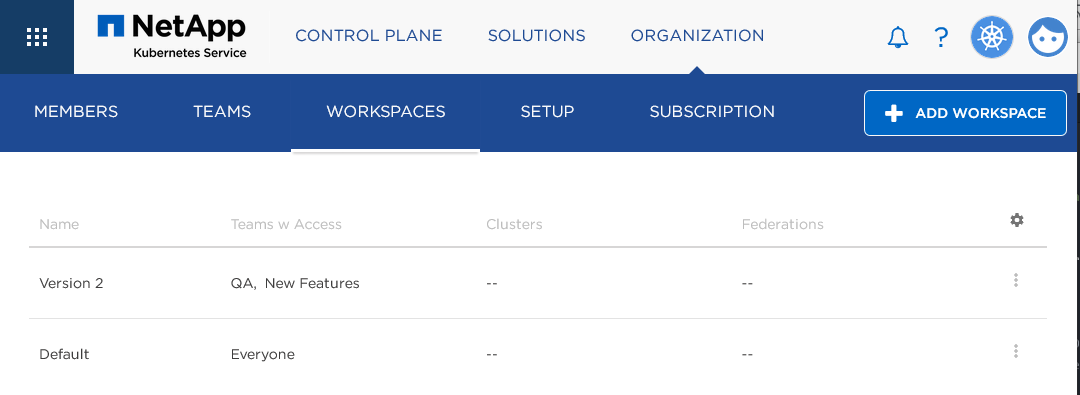 NetApp
Kubernetes Service
CONTROL PLANE SOLUTIONS ORGANIZATION
?
MEMBERS TEAMS WORKSPACES SETUP SUBSCRIPTION ADD WORKSPACE
Name Teams w Access Clusters Federations
Version 2 QA, New Features -- --
Default Everyone -- --